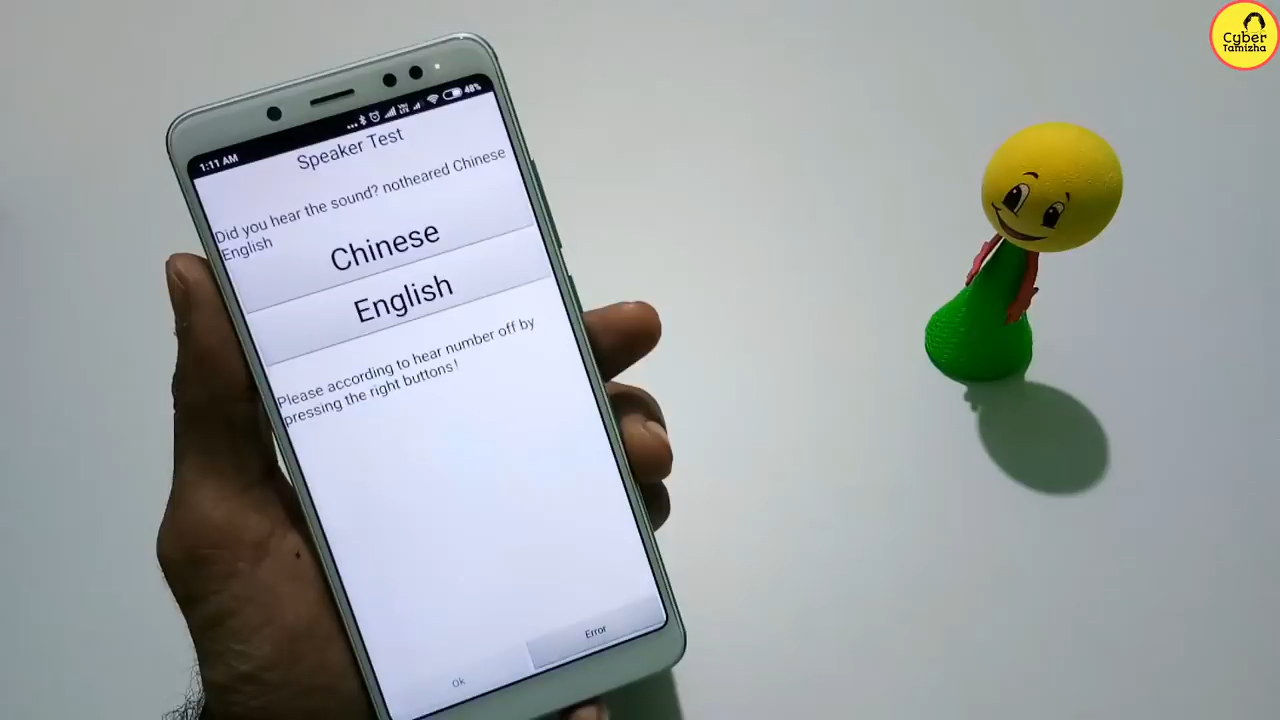 Cyber
Tamizha
1:11 AM
48%
Speaker Test
Did you hear the sound? notheared Chinese
English
Chinese
English
Please according to hear number off by
pressing the right buttons!
Error
Ok